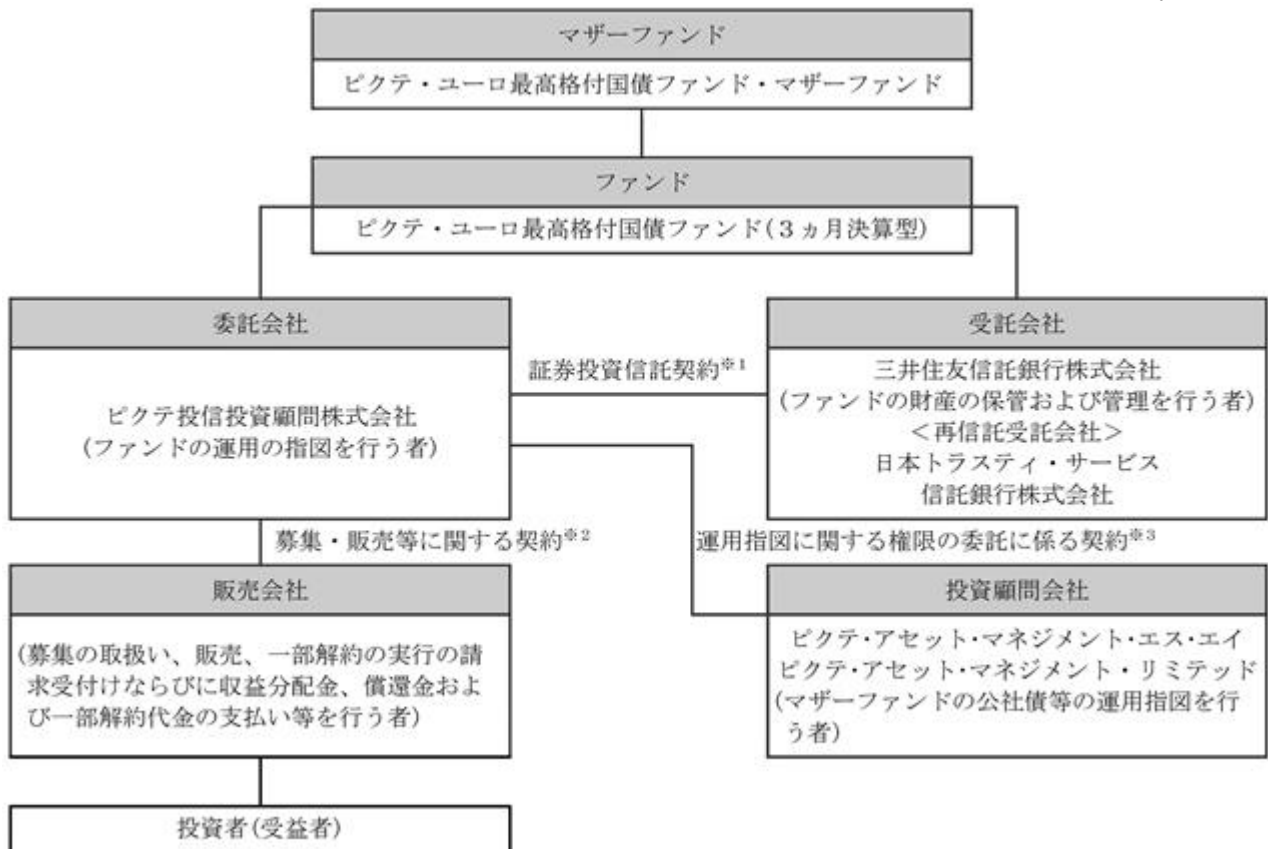 マザーファンド
ピクテ・ユーロ最高格付国債ファンド・マザーファンド
ファンド
ピクテ・ユーロ最高格付国債ファンド(３ヵ月決算型)
委託会社
ピクテ投信投資顧問株式会社
(ファンドの運用の指図を行う者)
証券投資信託契約※1
受託会社
三井住友信託銀行株式会社
(ファンドの財産の保管および管理を行う者)
＜再信託受託会社＞
日本トラスティ・サービス
信託銀行株式会社
募集・販売等に関する契約※2
運用指図に関する権限の委託に係る契約※3
販売会社
(募集の取扱い、販売、一部解約の実行の請
求受付けならびに収益分配金、償還金およ
び一部解約代金の支払い等を行う者)
投資顧問会社
ピクテ・アセット・マネジメント・エス・エイ
ピクテ・アセット・マネジメント・リミテッド
(マザーファンドの公社債等の運用指図を行
う者)
投資者(受益者)